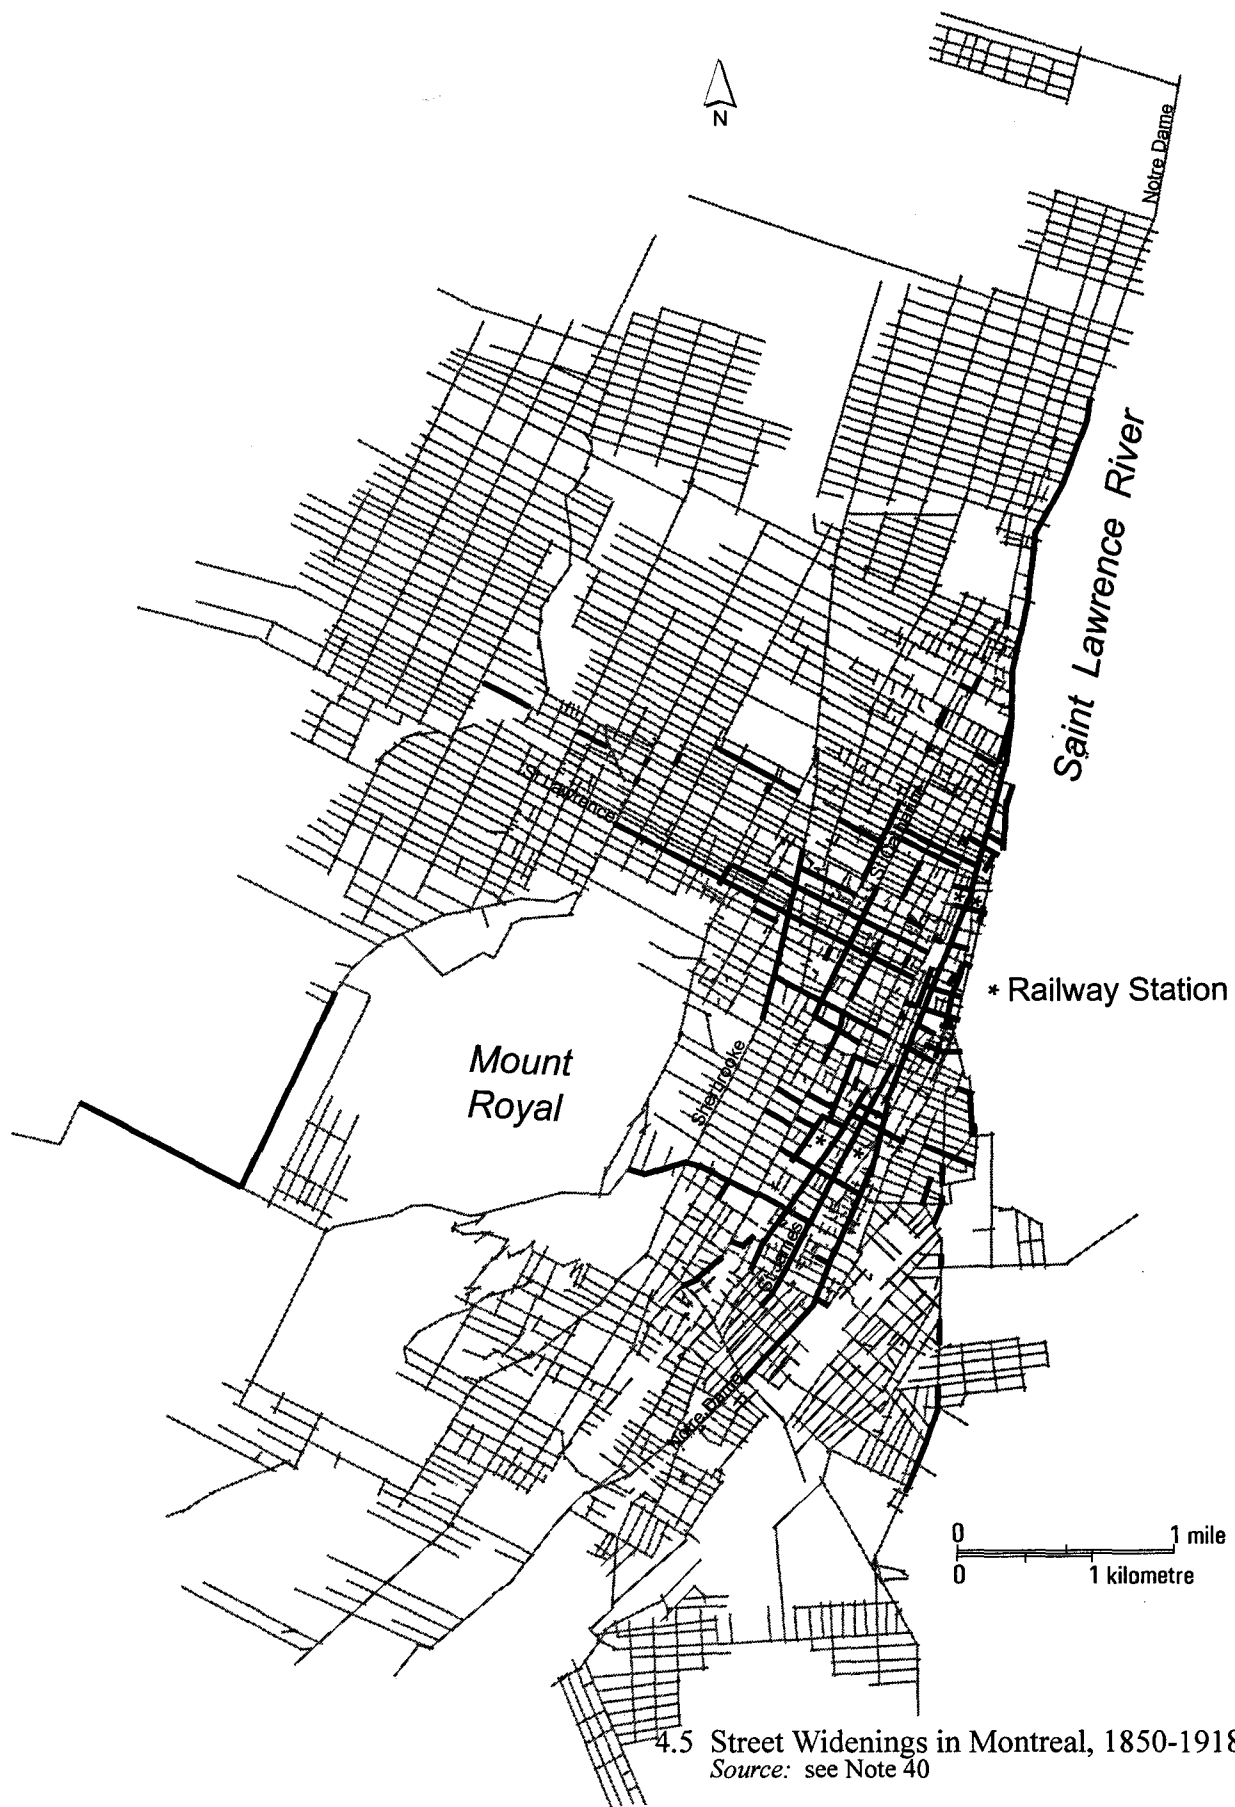 N
Notre Dame
Saint Lawrence River
St. Lawrence
St. Catherine
* Railway Station
Mount
Royal
Sherbrooke
St. James
Notre Dame
0 1 mile
0 1 kilometre
4.5 Street Widenings in Montreal, 1850-1918
Source: see Note 40